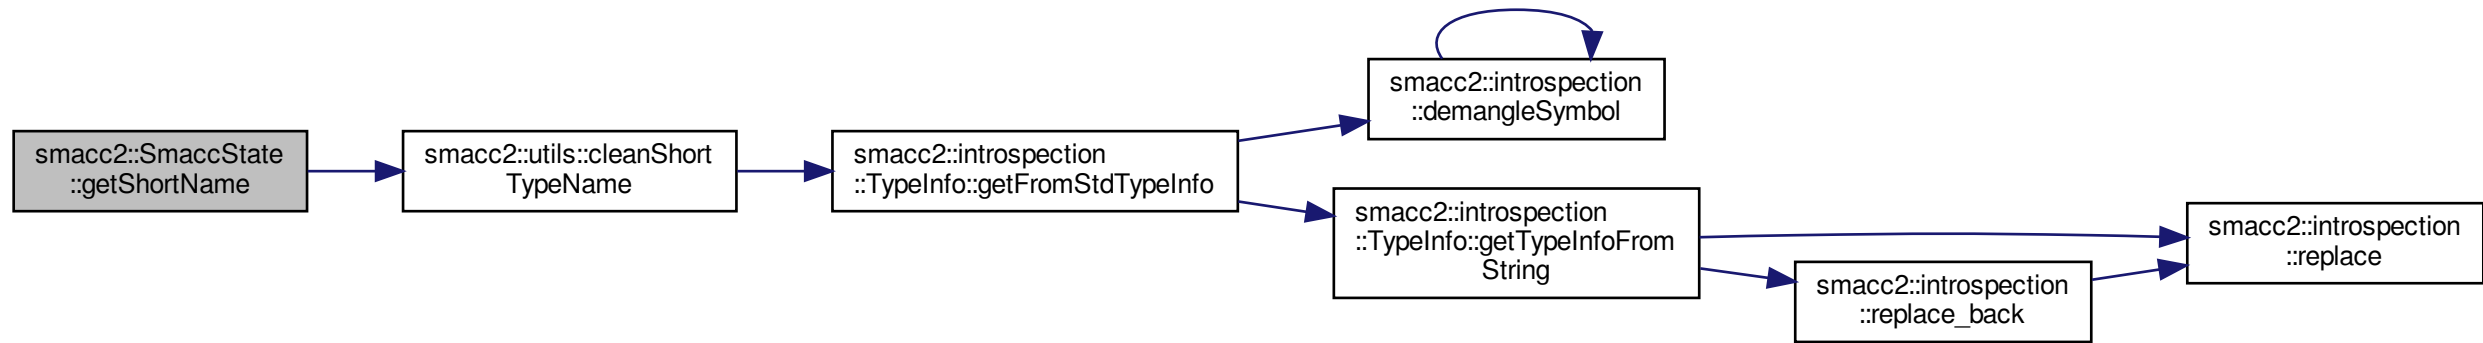 smacc2::SmaccState
::getShortName
smacc2::utils::cleanShort
TypeName
smacc2::introspection
::TypeInfo::getFromStdTypeInfo
smacc2::introspection
::demangleSymbol
smacc2::introspection
::TypeInfo::getTypeInfoFrom
String
smacc2::introspection
::replace_back
smacc2::introspection
::replace